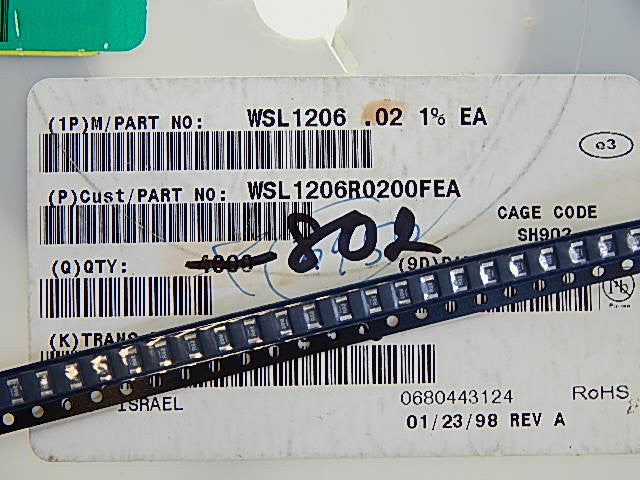 (1P)M/PART NO: WSL1206 .02 1% EA
e3
(P)Cust/PART NO: WSL1206R0200FEA
CAGE CODE
SH902
(Q)QTY: 4000 802
(K)TRANS
ISRAEL
0680443124 RoHS
01/23/98 REV A